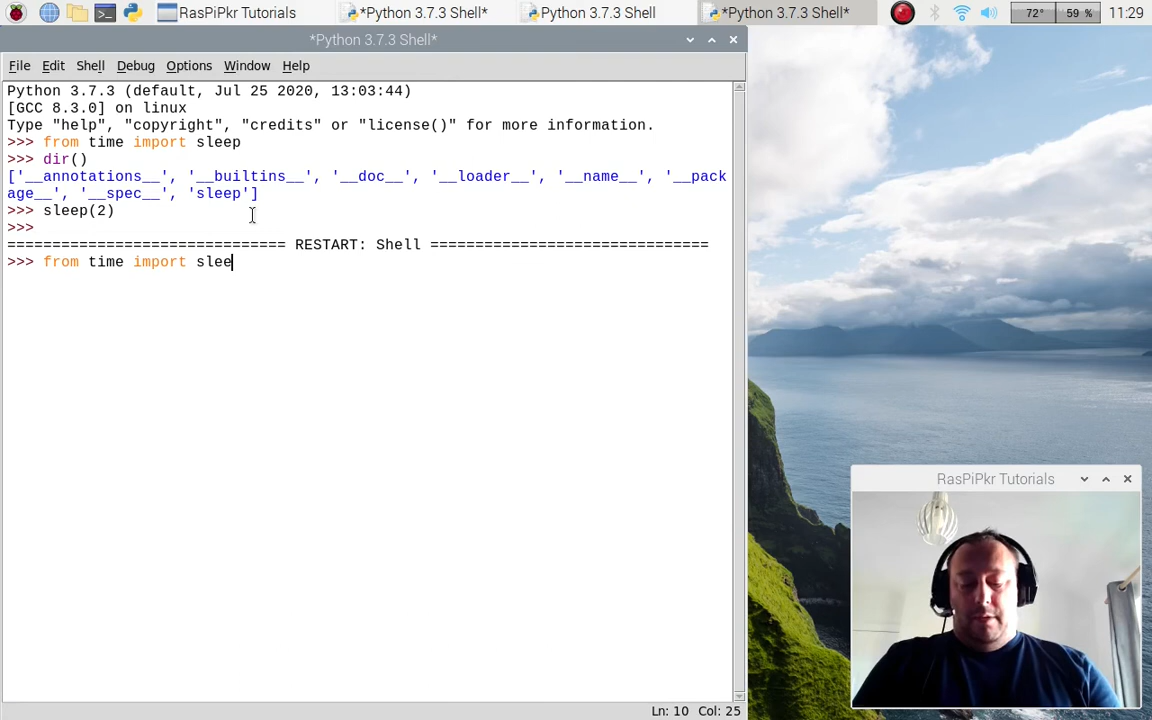 RasPiPkr Tutorials *Python 3.7.3 Shell* Python 3.7.3 Shell *Python 3.7.3 Shell* 72° 59 % 11:29
*Python 3.7.3 Shell*
File Edit Shell Debug Options Window Help
Python 3.7.3 (default, Jul 25 2020, 13:03:44)
[GCC 8.3.0] on linux
Type "help", "copyright", "credits" or "license()" for more information.
>>> from time import sleep
>>> dir()
['__annotations__', '__builtins__', '__doc__', '__loader__', '__name__', '__pack
age__', '__spec__', 'sleep']
>>> sleep(2)
>>>
=============================== RESTART: Shell ===============================
>>> from time import slee
RasPiPkr Tutorials
Ln: 10 Col: 25